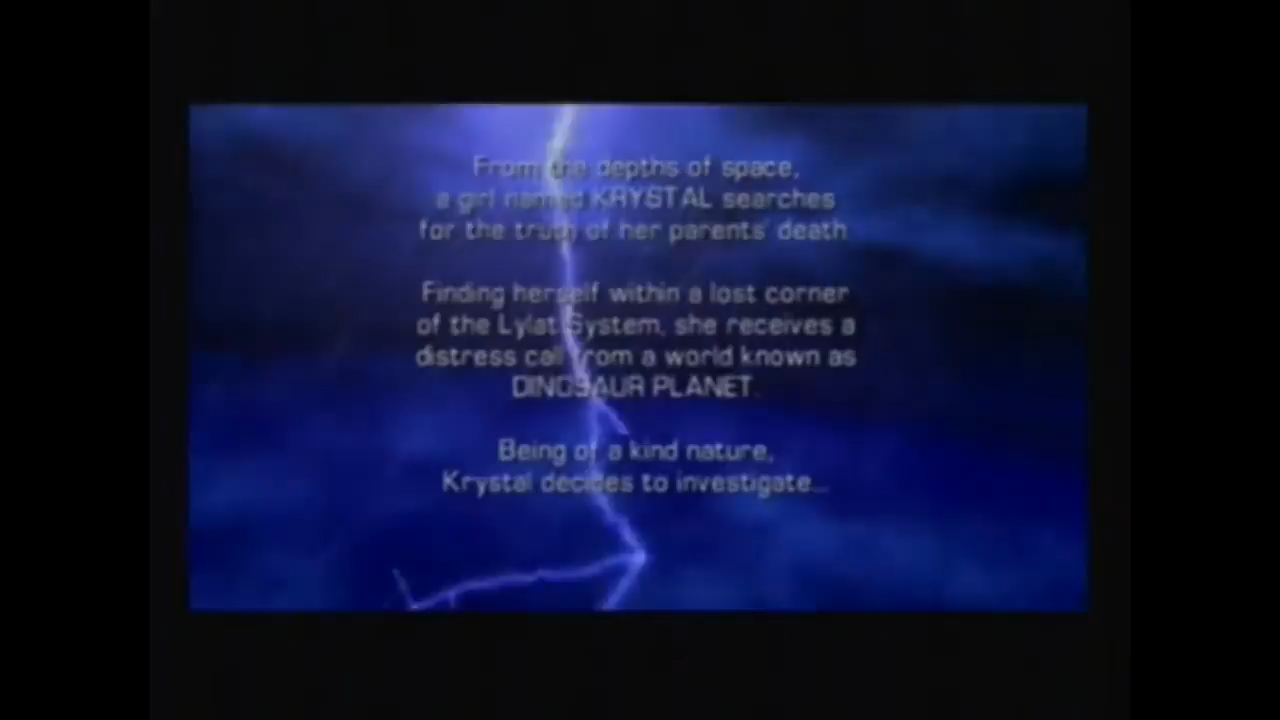 From the depths of space,
a girl named KRYSTAL searches
for the truth of her parents' death
Finding herself within a lost corner
of the Lylat System, she receives a
distress call from a world known as
DINOSAUR PLANET.
Being of a kind nature,
Krystal decides to investigate...